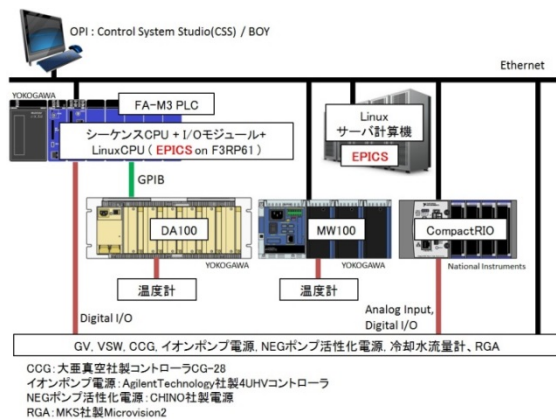 OPI : Control System Studio(CSS) / BOY
Ethernet
YOKOGAWA
FA-M3 PLC
シーケンスCPU + I/Oモジュール+
LinuxCPU ( EPICS on F3RP61 )
Linux
サーバ計算機
EPICS
GPIB
DA100
MW100
CompactRIO
YOKOGAWA
YOKOGAWA
National Instruments
温度計
温度計
Digital I/O
Analog Input,
Digital I/O
GV, VSW, CCG, イオンポンプ電源, NEGポンプ活性化電源, 冷却水流量計、RGA
CCG: 大亜真空社製コントローラCG-28
イオンポンプ電源: AgilentTechnology社製4UHVコントローラ
NEGポンプ活性化電源: CHINO社製電源
RGA: MKS社製Microvision2